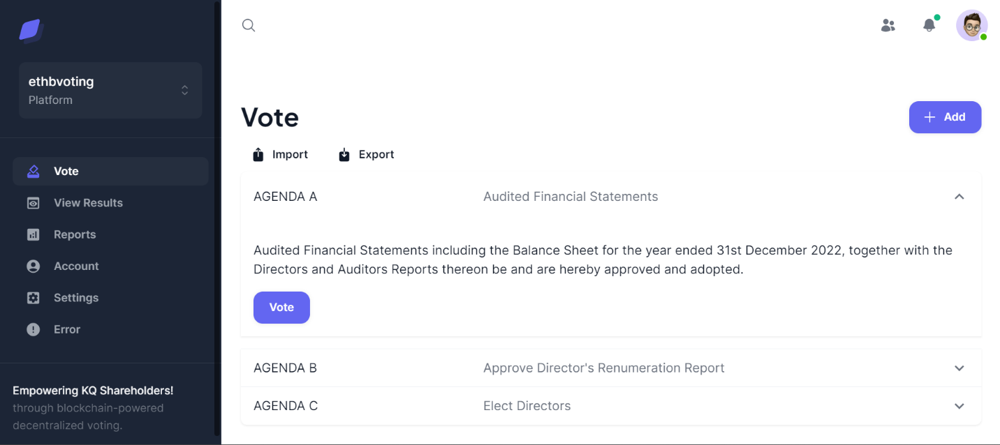 ethbvoting
Platform
Vote
View Results
Reports
Account
Settings
Error
Empowering KQ Shareholders!
through blockchain-powered
decentralized voting.
Vote
Add
Import
Export
AGENDA A
Audited Financial Statements
Audited Financial Statements including the Balance Sheet for the year ended 31st December 2022, together with the
Directors and Auditors Reports thereon be and are hereby approved and adopted.
Vote
AGENDA B
Approve Director's Renumeration Report
AGENDA C
Elect Directors